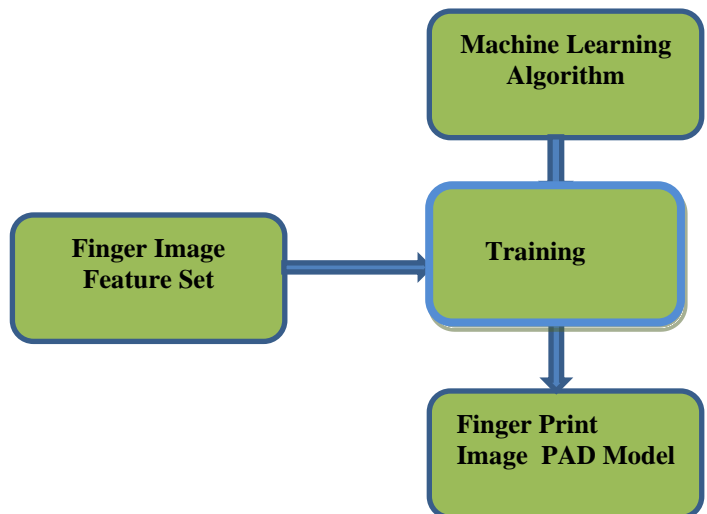 Machine Learning
Algorithm
Finger Image
Feature Set
Training
Finger Print
Image PAD Model